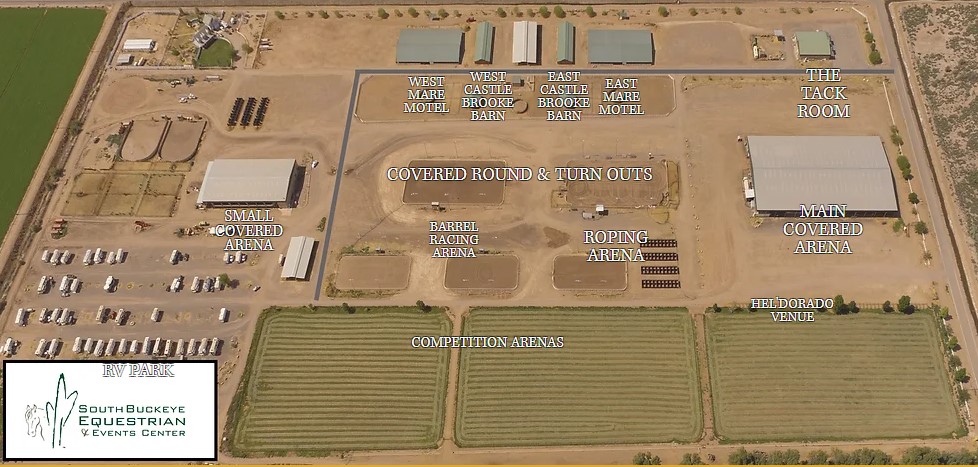 WEST
MARE
MOTEL
WEST
CASTLE
BROOKE
BARN
EAST
CASTLE
BROOKE
BARN
EAST
MARE
MOTEL
THE
TACK
ROOM
COVERED ROUND & TURN OUTS
SMALL
COVERED
ARENA
BARREL
RACING
ARENA
ROPING
ARENA
MAIN
COVERED
ARENA
HEL'DORADO
VENUE
COMPETITION ARENAS
RV PARK
SOUTH BUCKEYE
EQUESTRIAN
& EVENTS CENTER